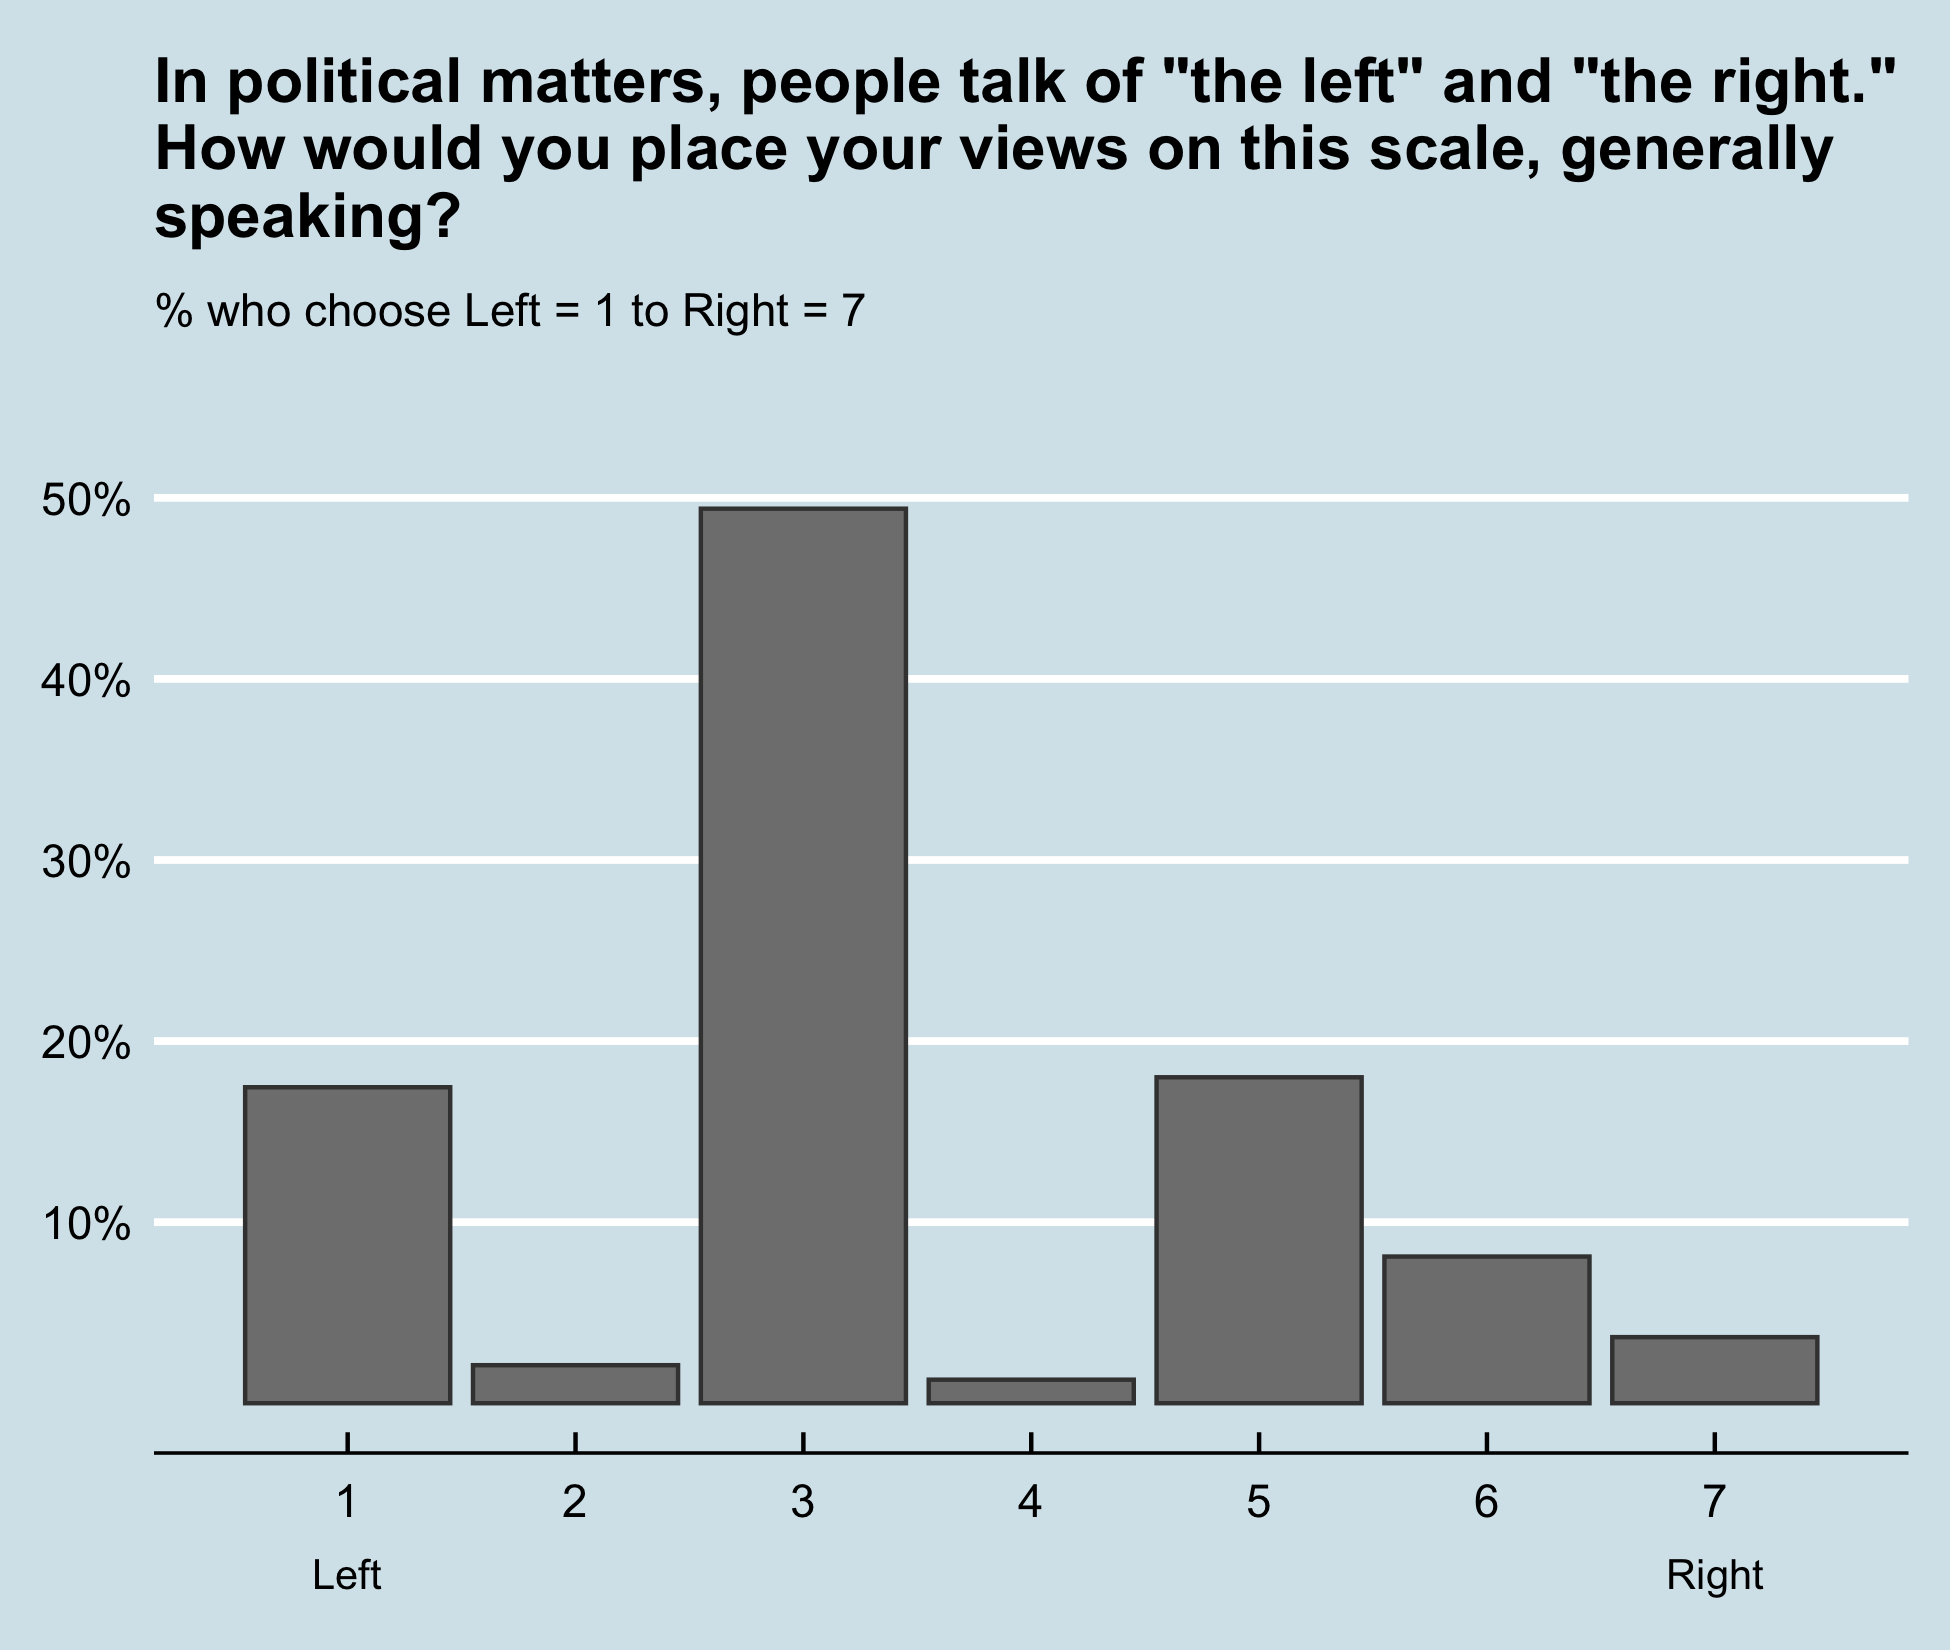 In political matters, people talk of "the left" and "the right."
How would you place your views on this scale, generally
speaking?
% who choose Left = 1 to Right = 7
50%
40%
30%
20%
10%
1 2 3 4 5 6 7
Left Right